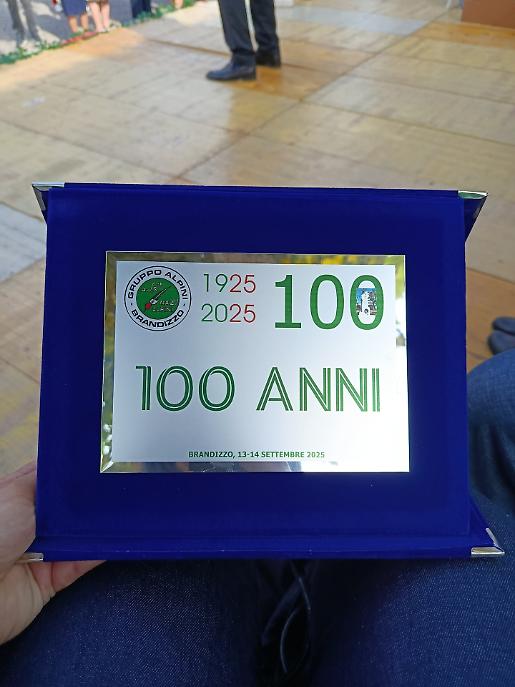 GRUPPO ALPINI
BRANDIZZO
1925
2025
100
100 ANNI
BRANDIZZO, 13-14 SETTEMBRE 2025